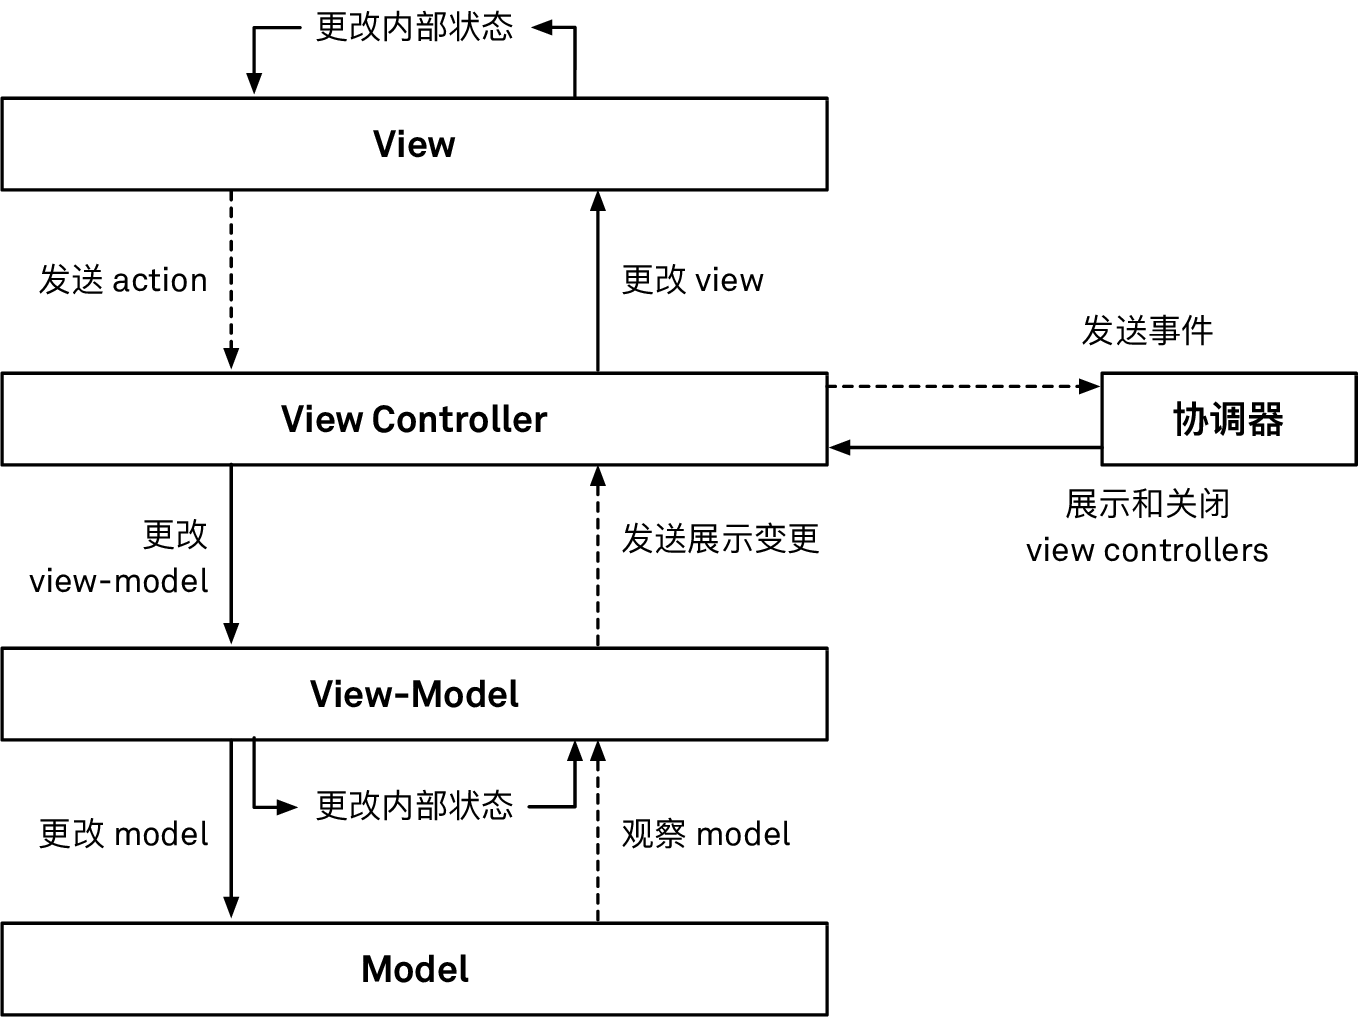 更改内部状态
View
发送 action
更改 view
发送事件
View Controller
协调器
展示和关闭
view controllers
更改
view-model
发送展示变更
View-Model
更改内部状态
更改 model
观察 model
Model